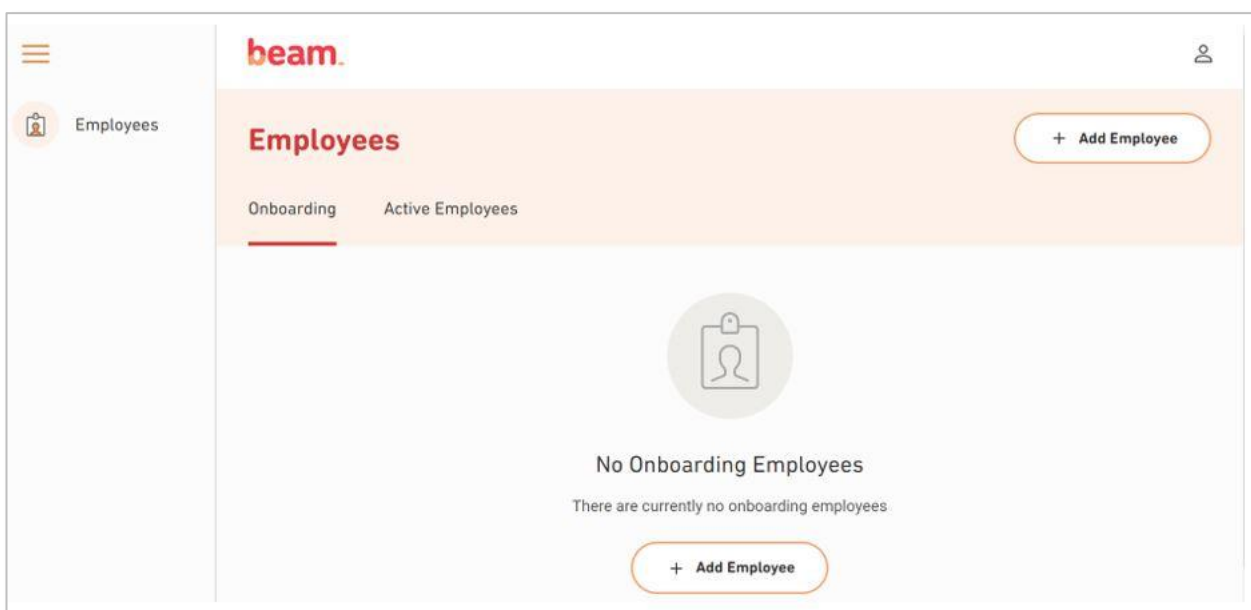 beam.
Employees
Employees
+ Add Employee
Onboarding Active Employees
No Onboarding Employees
There are currently no onboarding employees
+ Add Employee